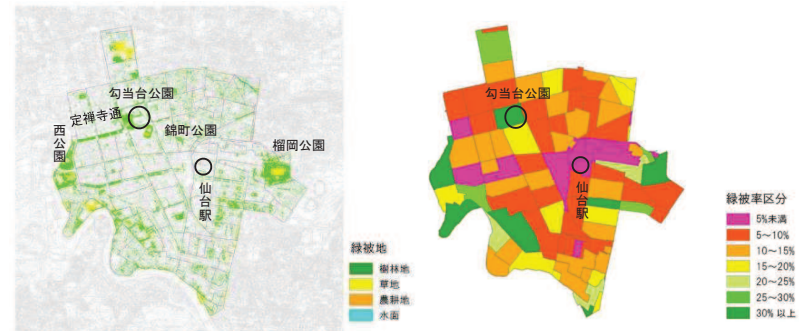 勾当台公園
定禅寺通
西公園
錦町公園
榴岡公園
仙台駅
緑被地
樹林地
草地
農耕地
水面
勾当台公園
仙台駅
緑被率区分
5%未満
5～10%
10～15%
15～20%
20～25%
25～30%
30%以上